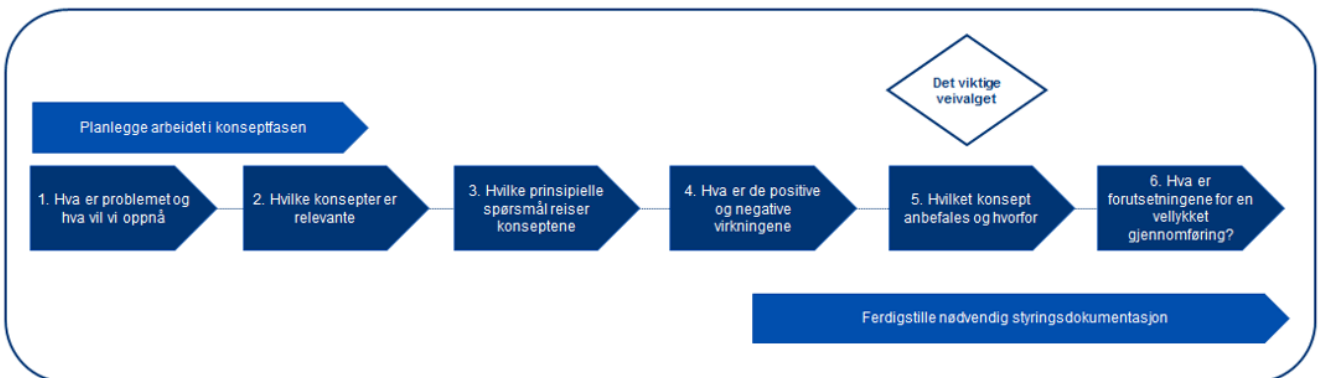 Det viktige
veivalget
Planlegge arbeidet i konseptfasen
1. Hva er problemet og
hva vil vi oppnå
2. Hvilke konsepter er
relevante
3. Hvilke prinsipielle
spørsmål reiser
konseptene
4. Hva er de positive
og negative
virkningene
5. Hvilket konsept
anbefales og hvorfor
6. Hva er
forutsetningene for en
vellykket
gjennomføring?
Ferdigstille nødvendig styringsdokumentasjon